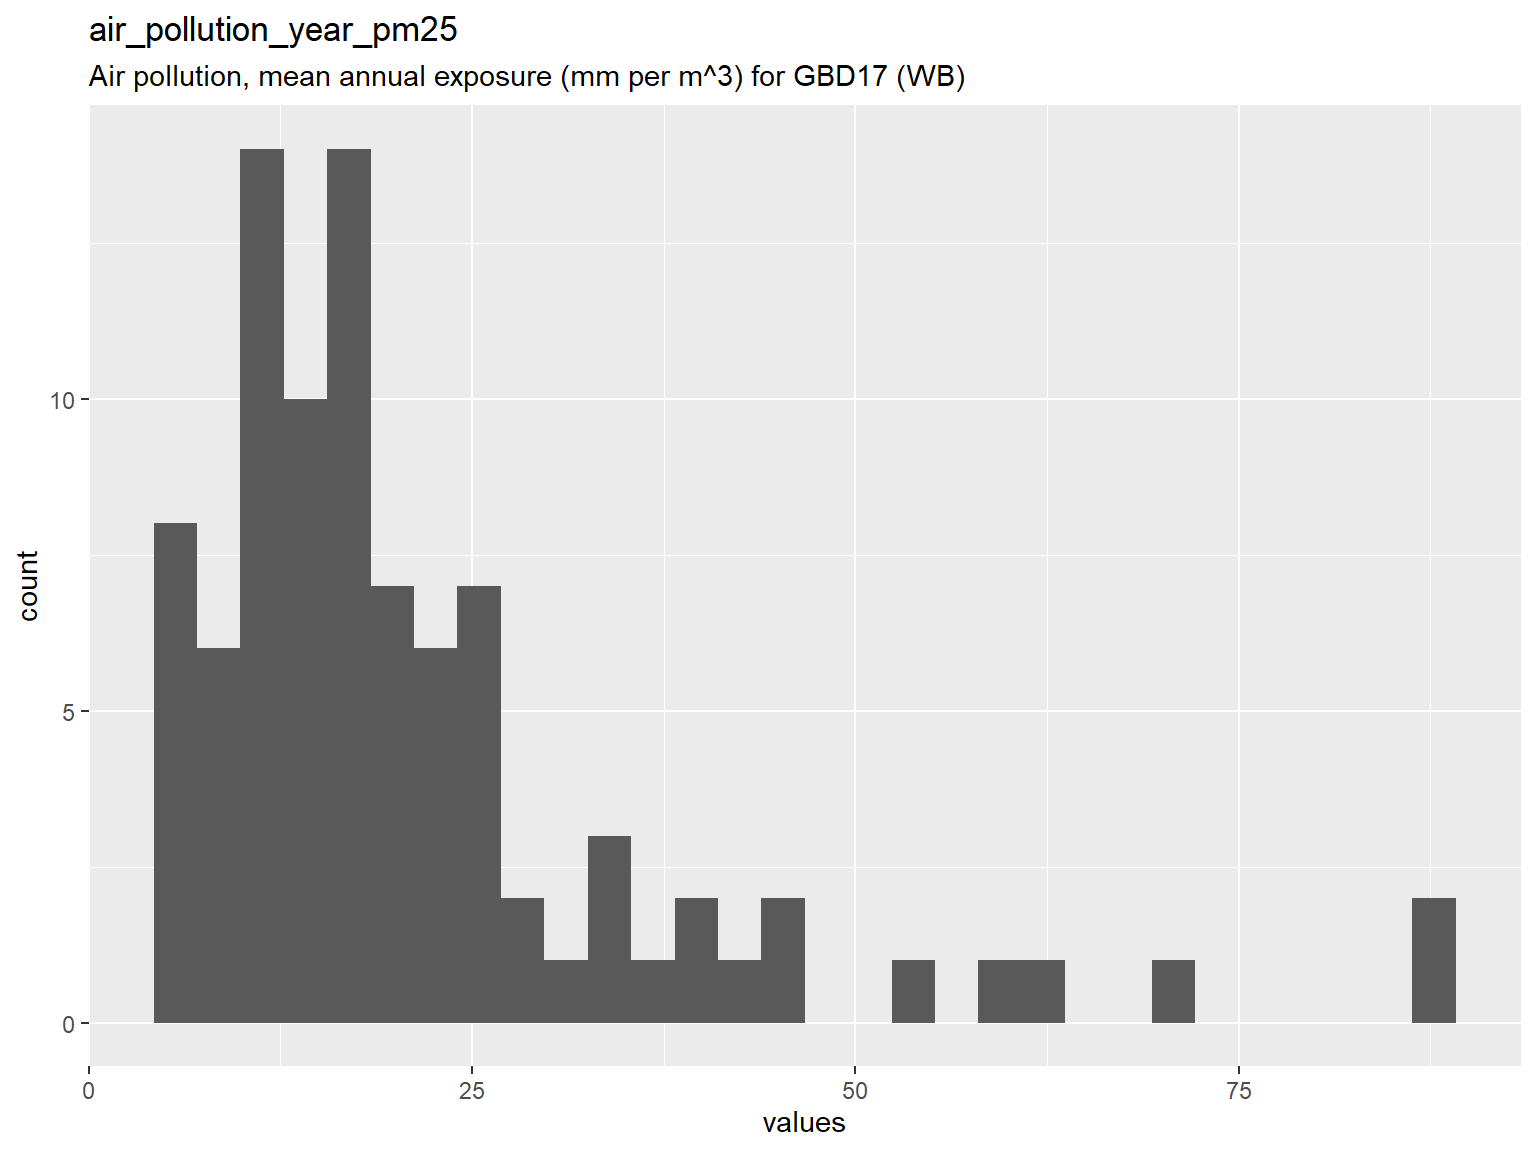 air_pollution_year_pm25
Air pollution, mean annual exposure (mm per m^3) for GBD17 (WB)
count
10
5
0
0
25
50
75
values